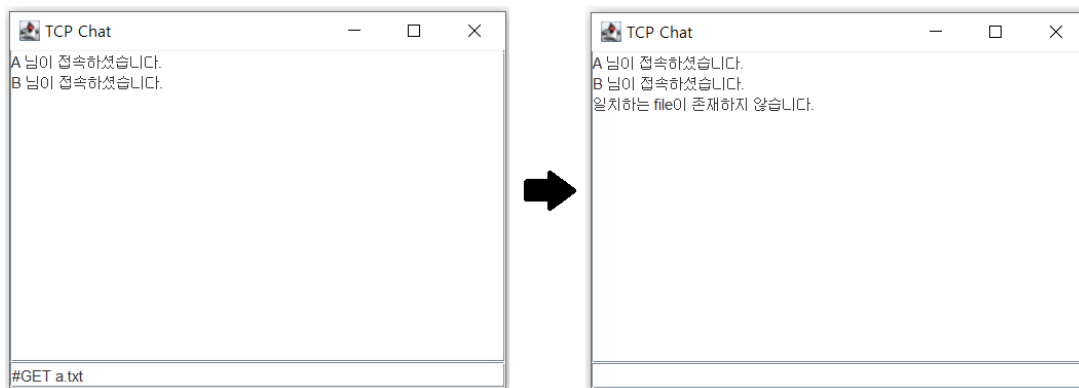 TCP Chat
A 님이 접속하셨습니다.
B 님이 접속하셨습니다.
#GET a.txt
TCP Chat
A 님이 접속하셨습니다.
B 님이 접속하셨습니다.
일치하는 file이 존재하지 않습니다.